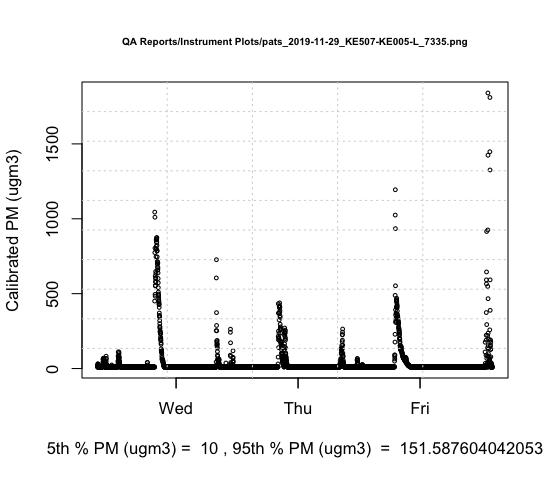 QA Reports/Instrument Plots/pats_2019-11-29_KE507-KE005-L_7335.png
Calibrated PM (ugm3)
1500
1000
500
0
Wed Thu Fri
5th % PM (ugm3) = 10 , 95th % PM (ugm3) = 151.587604042053